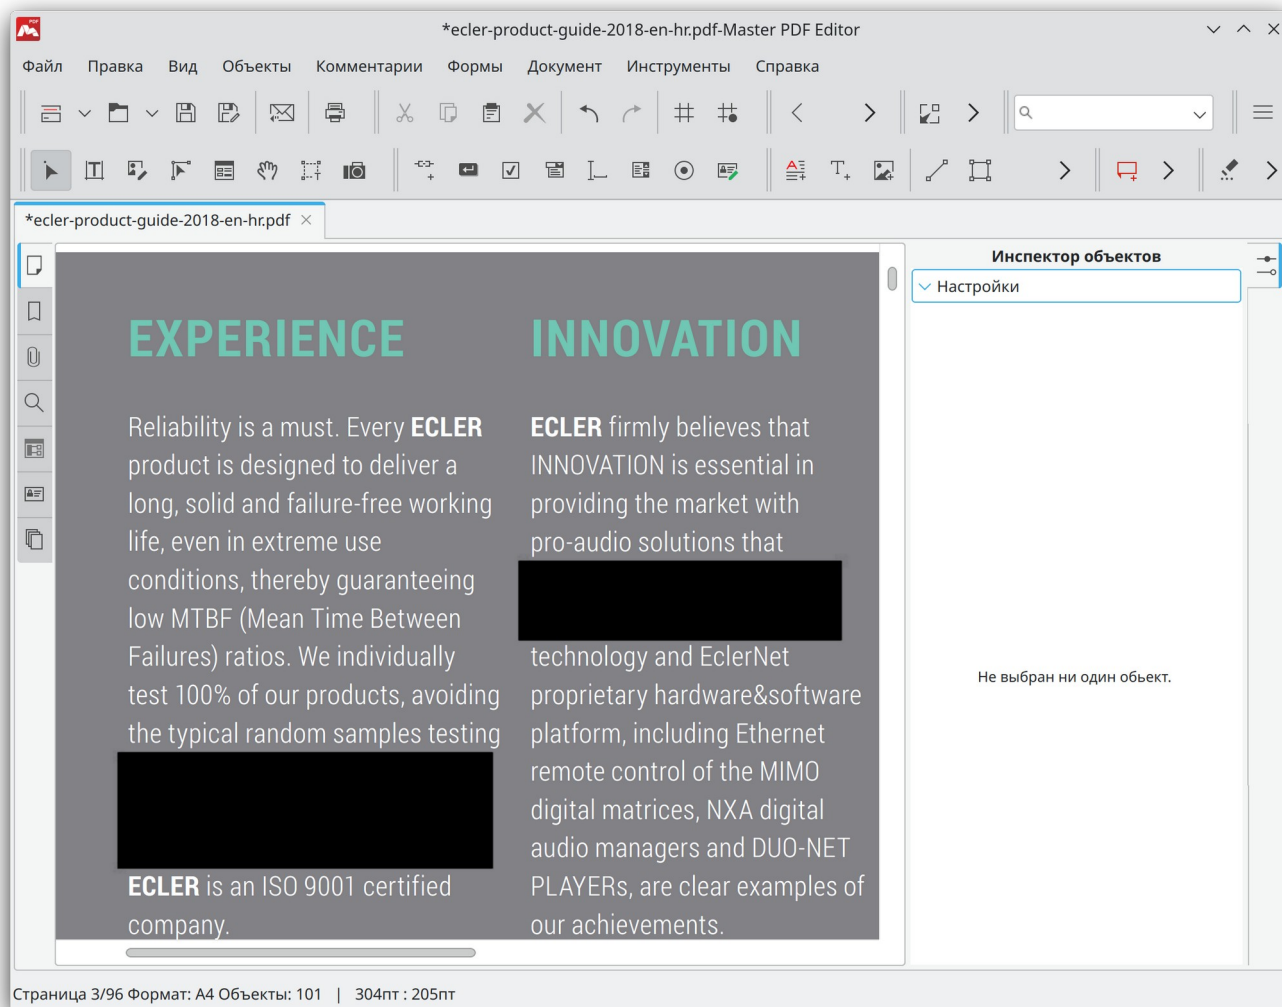 *ecler-product-guide-2018-en-hr.pdf-Master PDF Editor
Файл Правка Вид Объекты Комментарии Формы Документ Инструменты Справка
*ecler-product-guide-2018-en-hr.pdf
EXPERIENCE
Reliability is a must. Every ECLER
product is designed to deliver a
long, solid and failure-free working
life, even in extreme use
conditions, thereby guaranteeing
low MTBF (Mean Time Between
Failures) ratios. We individually
test 100% of our products, avoiding
the typical random samples testing
ECLER is an ISO 9001 certified
company.
INNOVATION
ECLER firmly believes that
INNOVATION is essential in
providing the market with
pro-audio solutions that
technology and EclerNet
proprietary hardware&software
platform, including Ethernet
remote control of the MIMO
digital matrices, NXA digital
audio managers and DUO-NET
PLAYERs, are clear examples of
our achievements.
Инспектор объектов
Настройки
Не выбран ни один обьект.
Страница 3/96 Формат: A4 Объекты: 101 | 304пт : 205пт